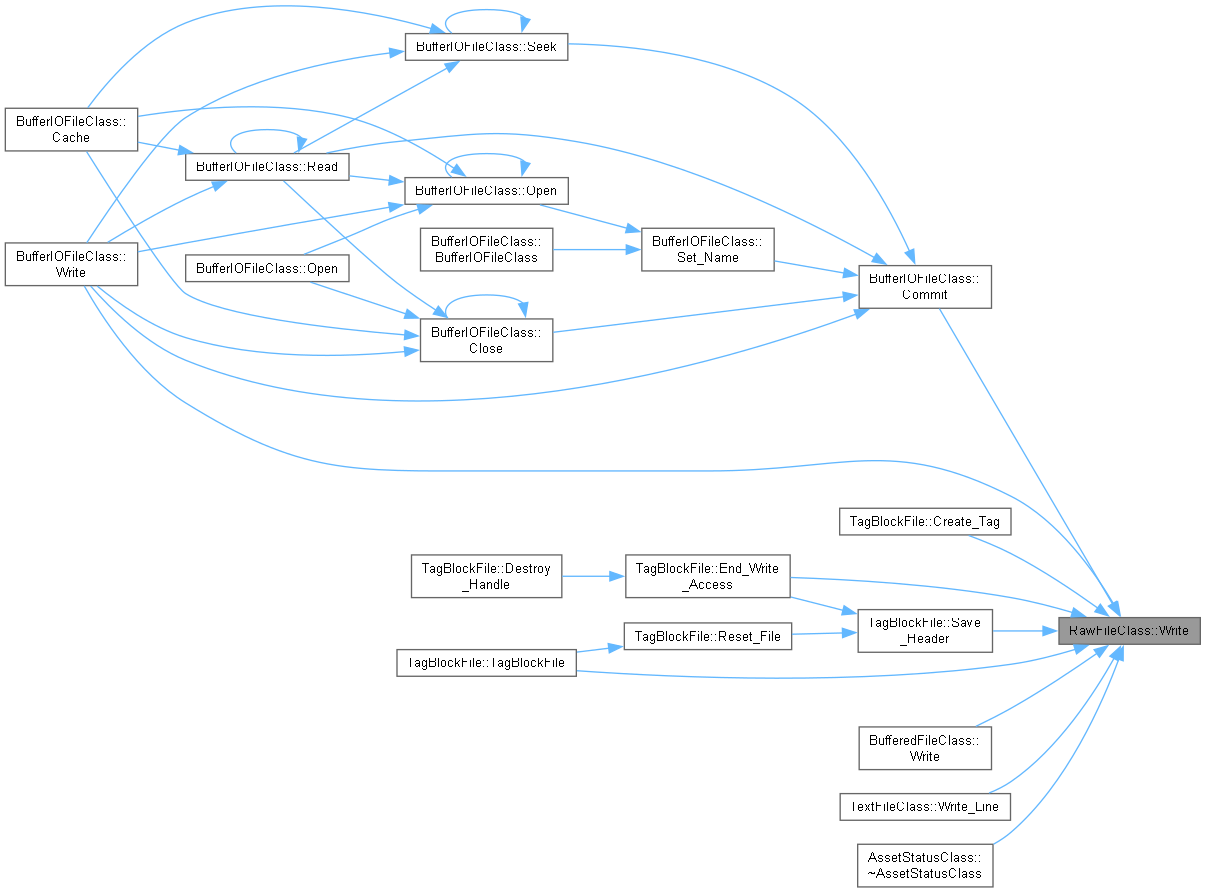 BufferIOFileClass::Seek
BufferIOFileClass::
Cache
BufferIOFileClass::Read
BufferIOFileClass::Open
BufferIOFileClass::
BufferIOFileClass
BufferIOFileClass::
Set_Name
BufferIOFileClass::
Write
BufferIOFileClass::Open
BufferIOFileClass::
Commit
BufferIOFileClass::
Close
TagBlockFile::Create_Tag
TagBlockFile::Destroy
_Handle
TagBlockFile::End_Write
_Access
TagBlockFile::Save
_Header
RawFileClass::Write
TagBlockFile::Reset_File
TagBlockFile::TagBlockFile
BufferedFileClass::
Write
TextFileClass::Write_Line
AssetStatusClass::
~AssetStatusClass